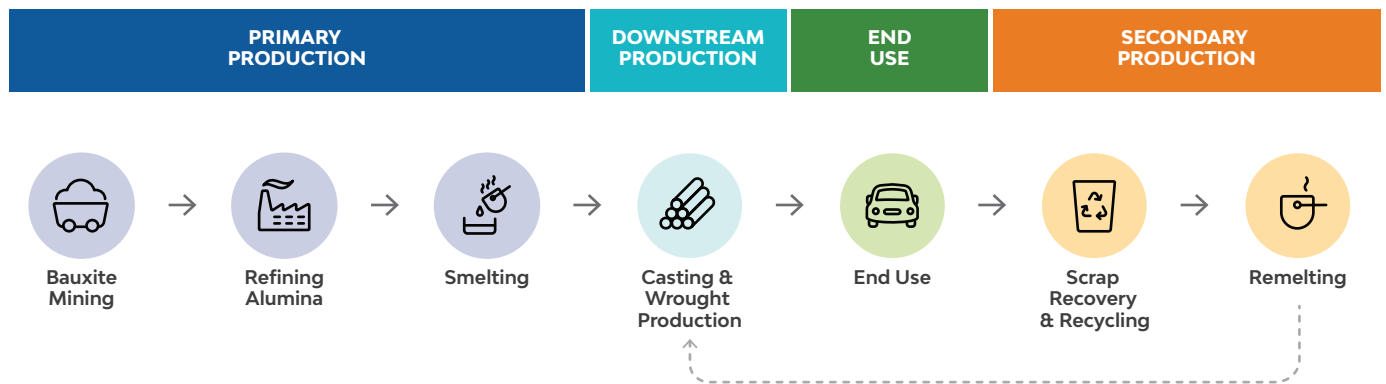 PRIMARY
PRODUCTION
DOWNSTREAM
PRODUCTION
END
USE
SECONDARY
PRODUCTION
Bauxite
Mining
Refining
Alumina
Smelting
Casting &
Wrought
Production
End Use
Scrap
Recovery
& Recycling
Remelting